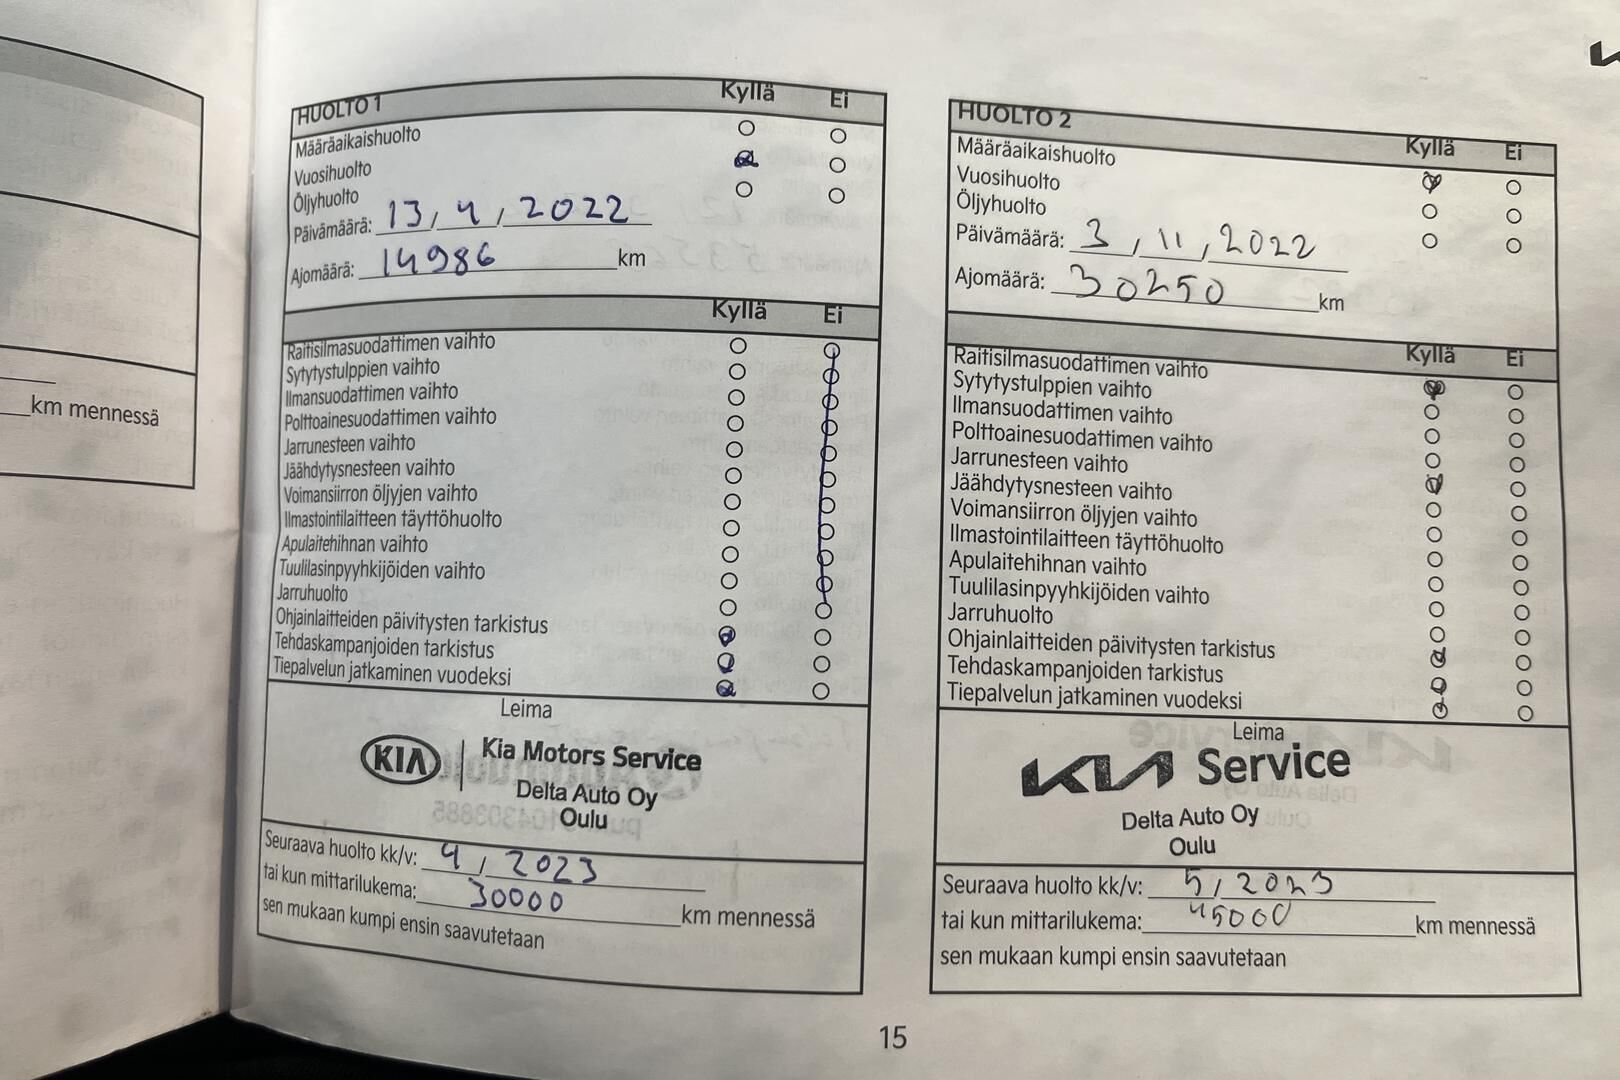 km mennessä
HUOLTO 1
Kyllä Ei
Määräaikaishuolto
Vuosihuolto
Öljyhuolto
Päivämäärä: 13, 4, 2022
Ajomäärä: 14986 km
Kyllä Ei
Raitisilmasuodattimen vaihto
Sytytystulppien vaihto
Ilmansuodattimen vaihto
Polttoainesuodattimen vaihto
Jarrunesteen vaihto
Jäähdytysnesteen vaihto
Voimansiirron öljyjen vaihto
Ilmastointilaitteen täyttöhuolto
Apulaitehihnan vaihto
Tuulilasinpyyhkijöiden vaihto
Jarruhuolto
Ohjainlaitteiden päivitysten tarkistus
Tehdaskampanjoiden tarkistus
Tiepalvelun jatkaminen vuodeksi
Leima
KIA Kia Motors Service
Delta Auto Oy
Oulu
Seuraava huolto kk/v: 4, 2023
tai kun mittarilukema: 30000 km mennessä
sen mukaan kumpi ensin saavutetaan
HUOLTO 2
Kyllä Ei
Määräaikaishuolto
Vuosihuolto
Öljyhuolto
Päivämäärä: 3, 11, 2022
Ajomäärä: 30250 km
Kyllä Ei
Raitisilmasuodattimen vaihto
Sytytystulppien vaihto
Ilmansuodattimen vaihto
Polttoainesuodattimen vaihto
Jarrunesteen vaihto
Jäähdytysnesteen vaihto
Voimansiirron öljyjen vaihto
Ilmastointilaitteen täyttöhuolto
Apulaitehihnan vaihto
Tuulilasinpyyhkijöiden vaihto
Jarruhuolto
Ohjainlaitteiden päivitysten tarkistus
Tehdaskampanjoiden tarkistus
Tiepalvelun jatkaminen vuodeksi
Leima
KIA Service
Delta Auto Oy
Oulu
Seuraava huolto kk/v: 5, 2023
tai kun mittarilukema: 45000 km mennessä
sen mukaan kumpi ensin saavutetaan
15